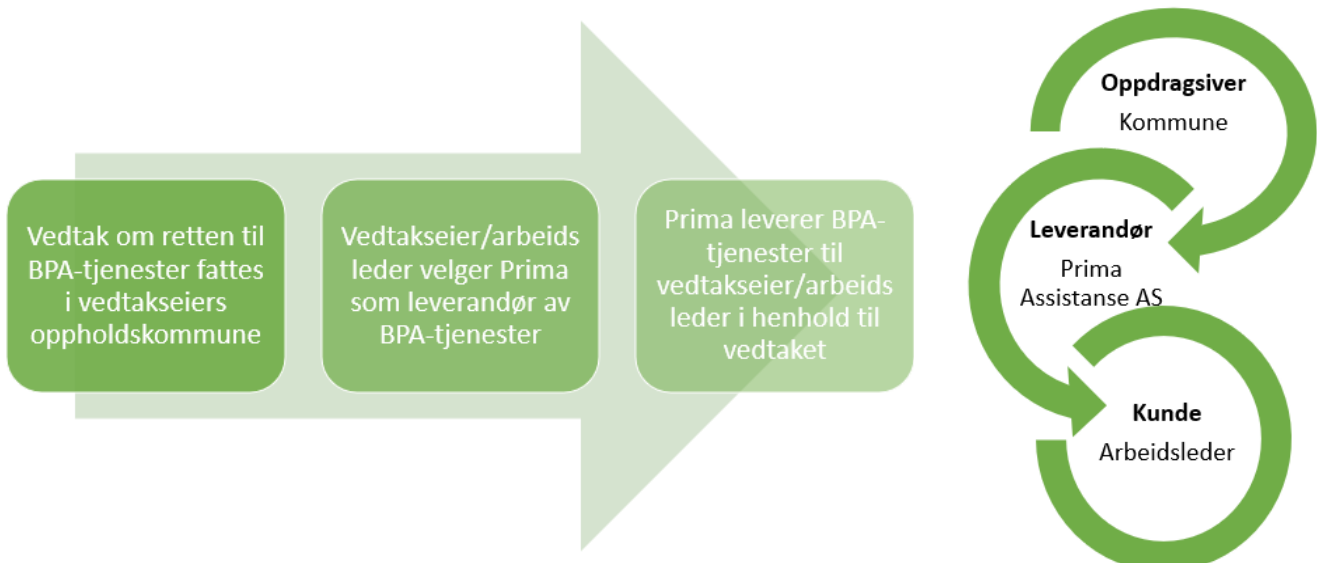 Vedtak om retten til
BPA-tjenester fattes
i vedtakseiers
oppholdskommune
Vedtakseier/arbeids
leder velger Prima
som leverandør av
BPA-tjenester
Prima leverer BPA-
tjenester til
vedtakseier/arbeids
leder i henhold til
vedtaket
Oppdragsiver
Kommune
Leverandør
Prima
Assistanse AS
Kunde
Arbeidsleder